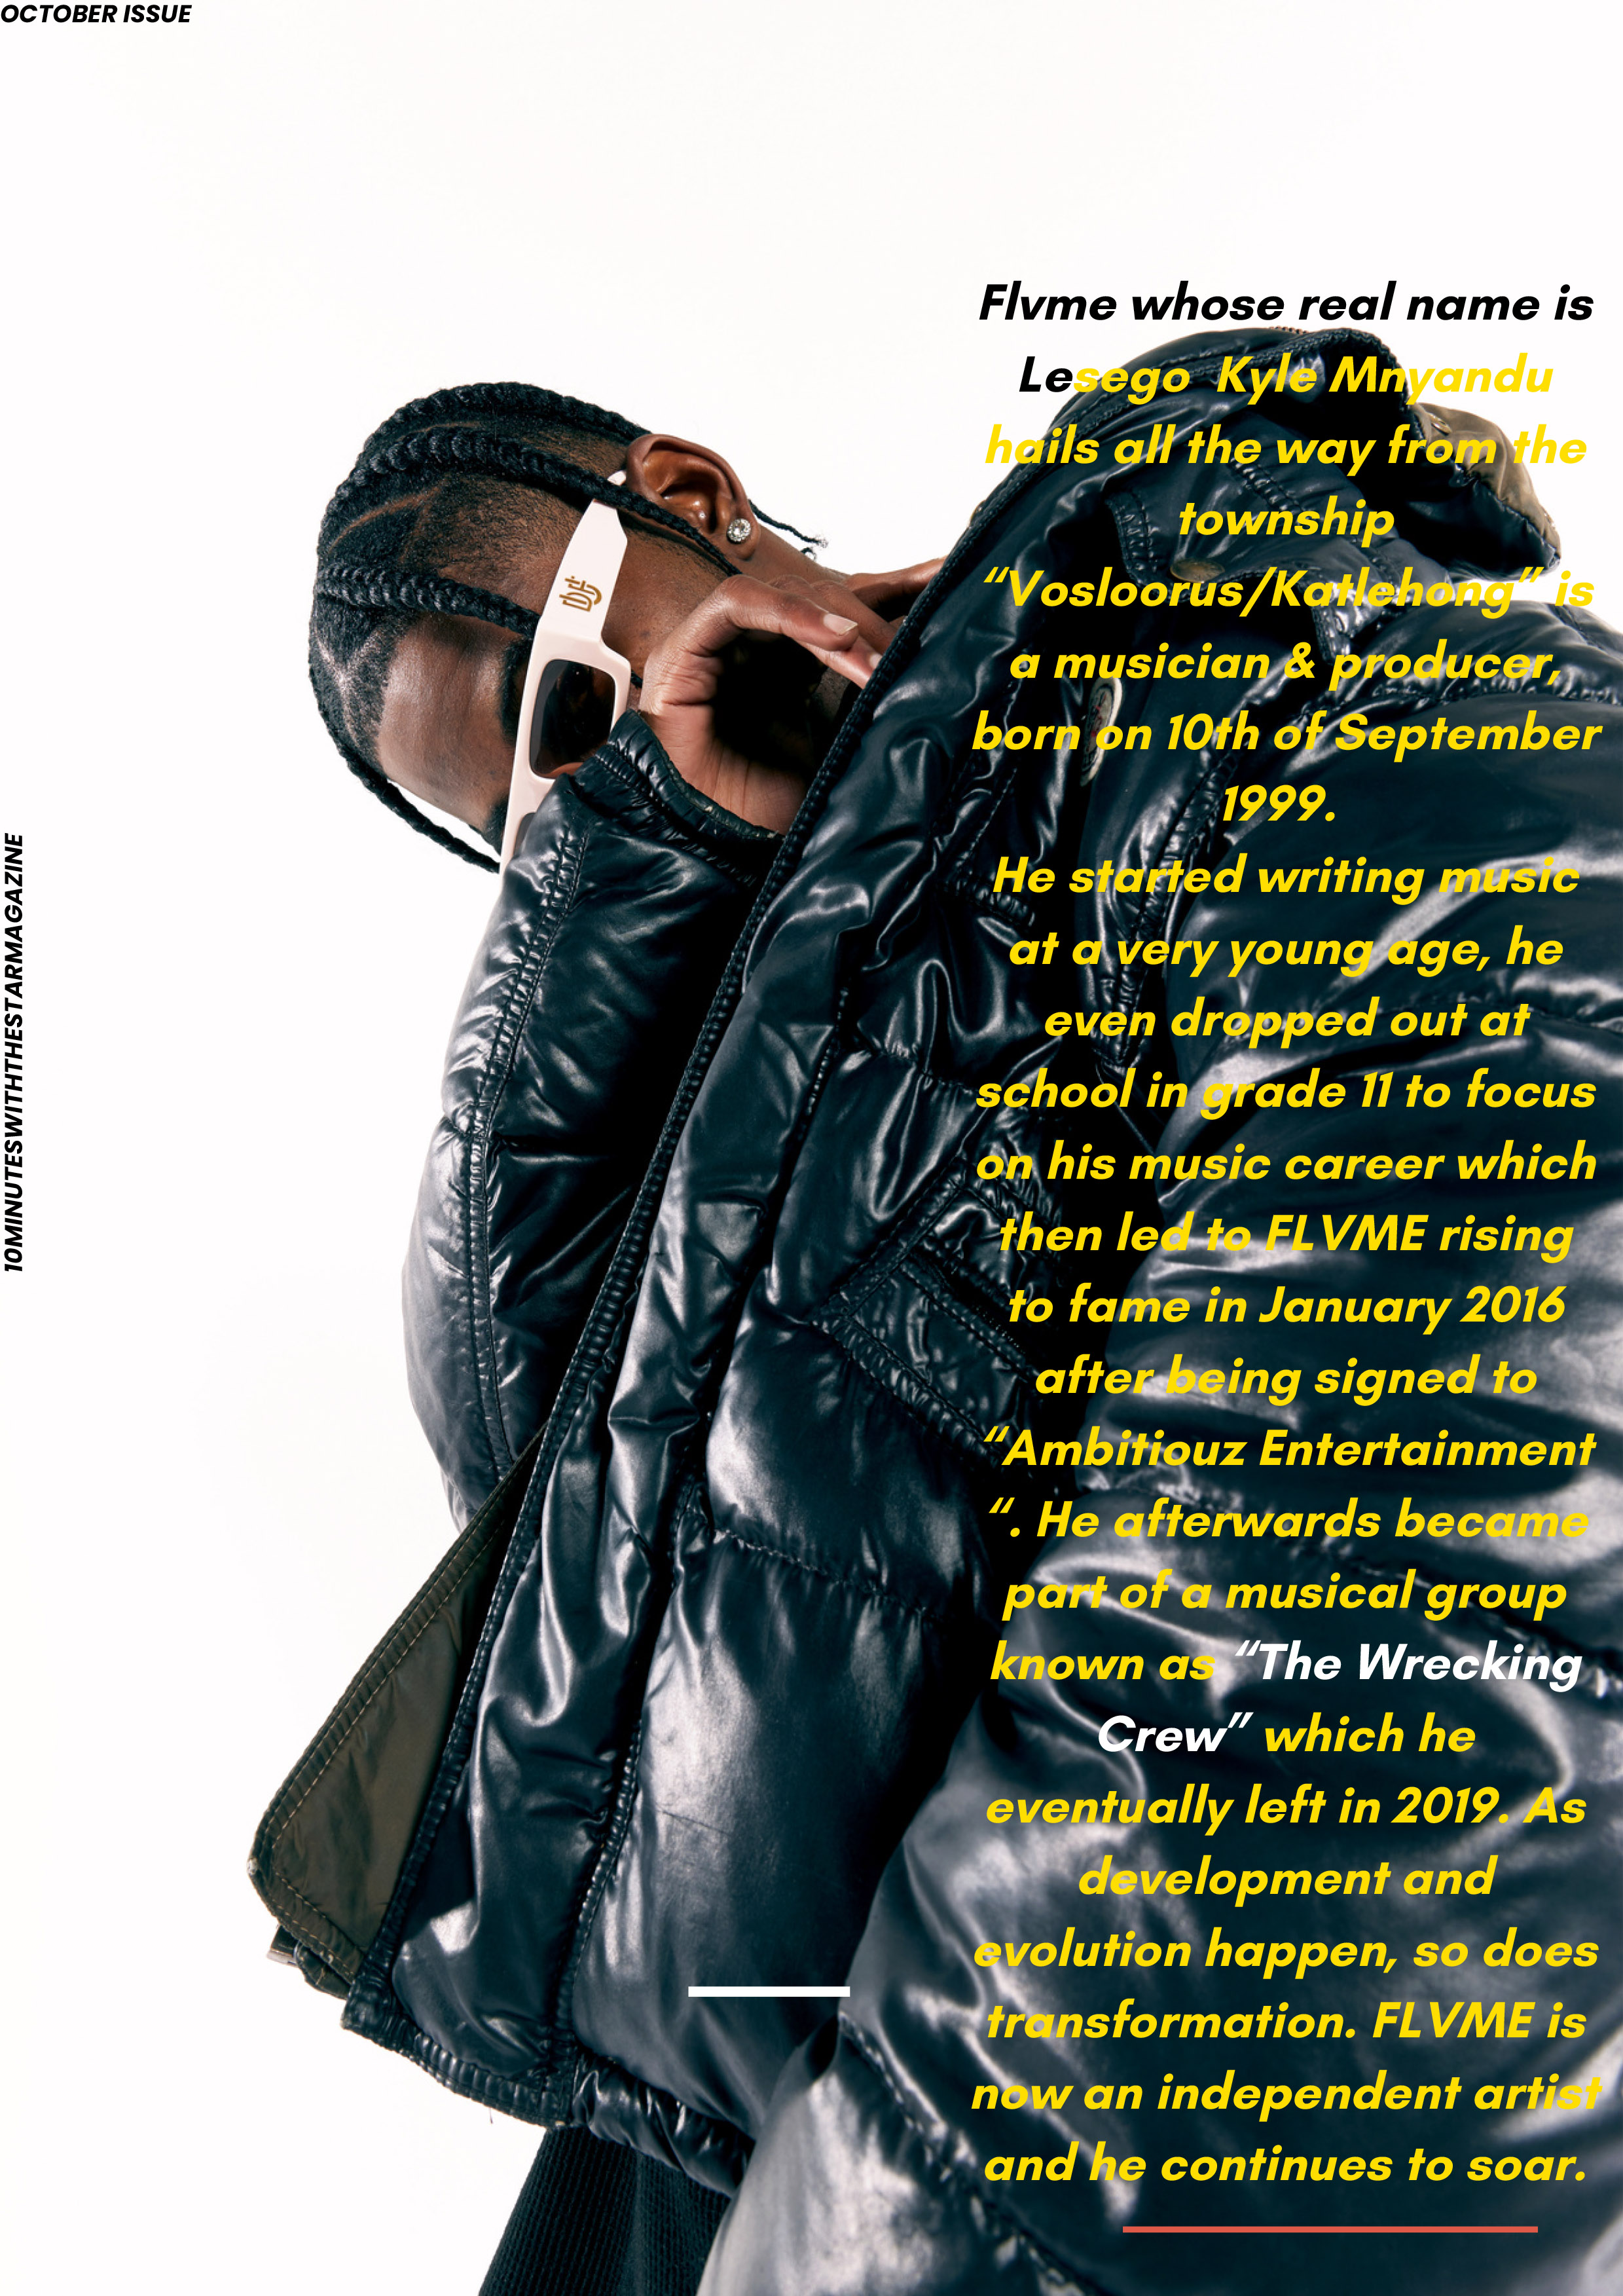 OCTOBER ISSUE
10MINUTESWITHTHESTARMAGAZINE
Flvme whose real name is
Lesego Kyle Mnyandu
hails all the way from the
township
“Vosloorus/Katlehong” is
a musician & producer,
born on 10th of September
1999.
He started writing music
at a very young age, he
even dropped out at
school in grade 11 to focus
on his music career which
then led to FLVME rising
to fame in January 2016
after being signed to
“Ambitiouz Entertainment
“. He afterwards became
part of a musical group
known as “The Wrecking
Crew” which he
eventually left in 2019. As
development and
evolution happen, so does
transformation. FLVME is
now an independent artist
and he continues to soar.